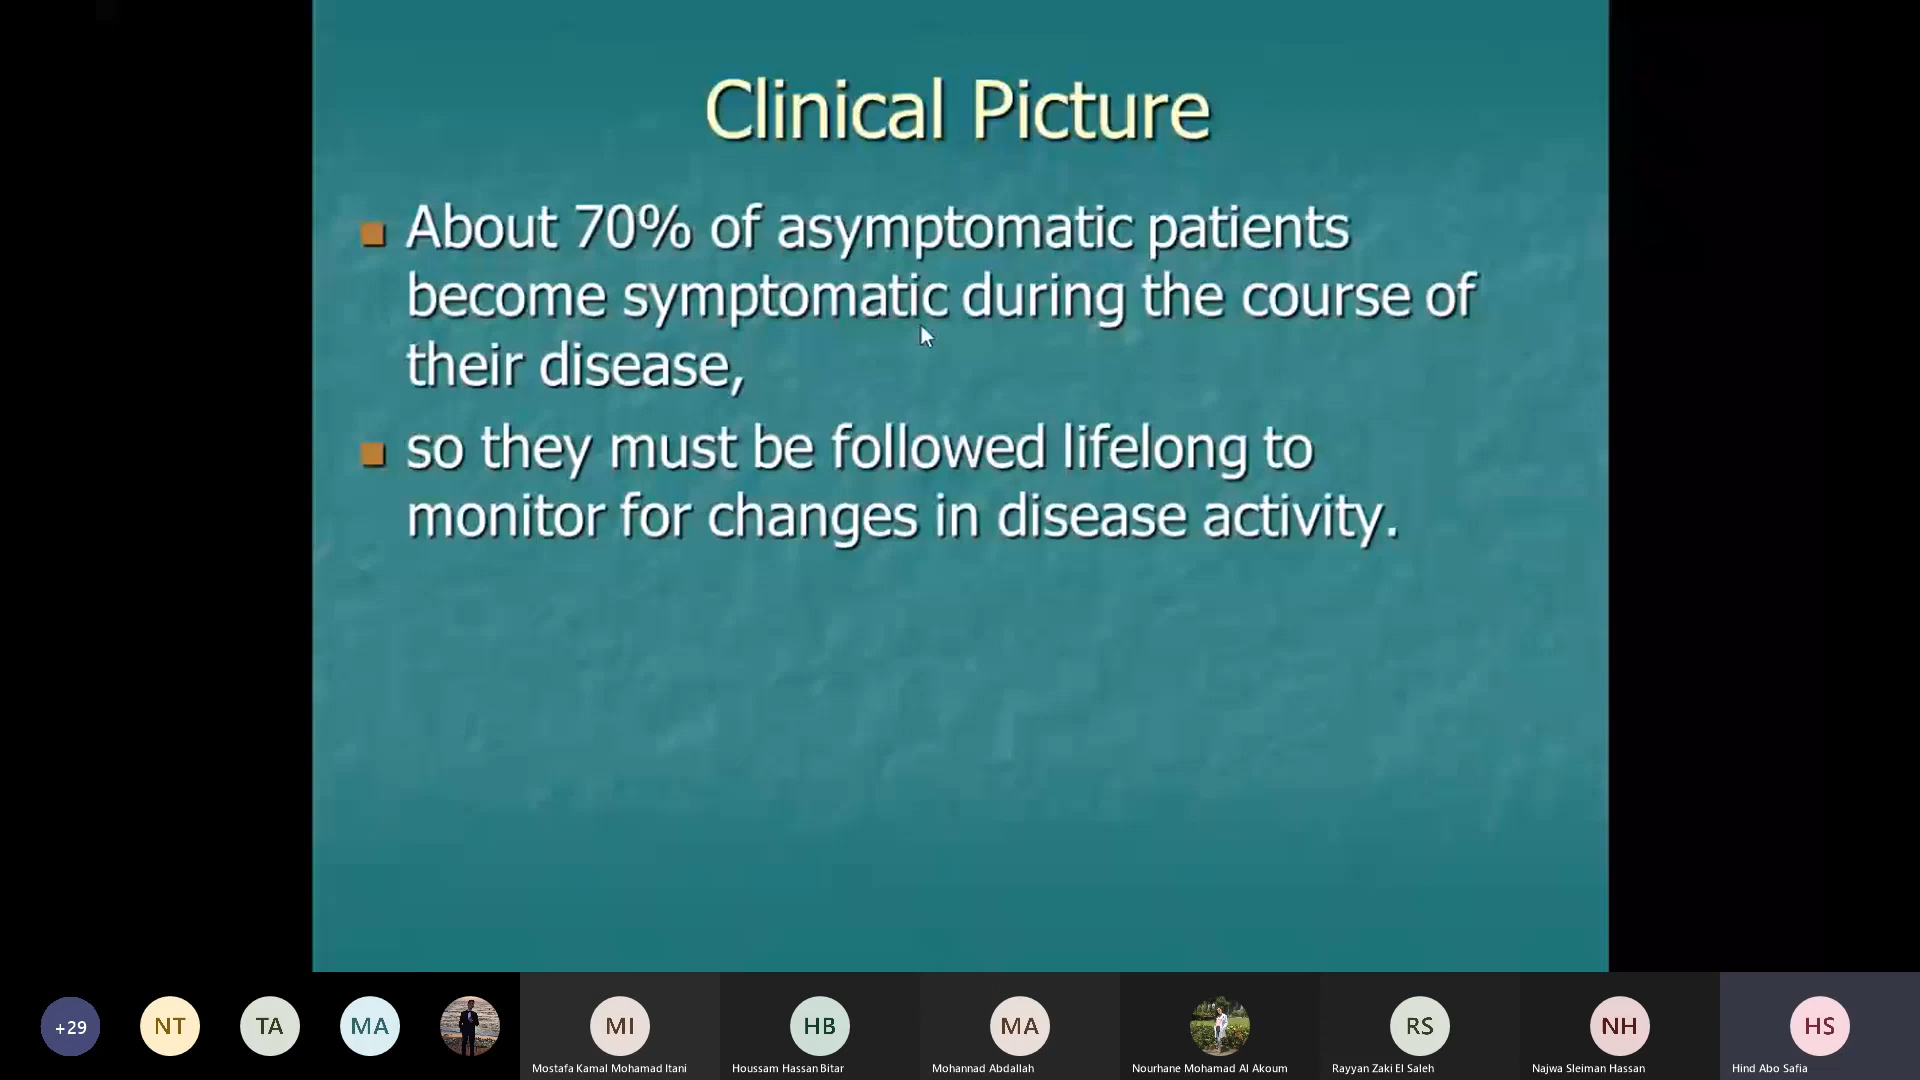 Clinical Picture
About 70% of asymptomatic patients
become symptomatic during the course of
their disease,
so they must be followed lifelong to
monitor for changes in disease activity.
+29
NT
TA
MA
MI
HB
MA
RS
NH
HS
Mostafa Kamal Mohamad Itani
Houssam Hassan Bitar
Mohannad Abdallah
Nourhane Mohamad Al Akoum
Rayyan Zaki El Saleh
Najwa Sleiman Hassan
Hind Abo Safia